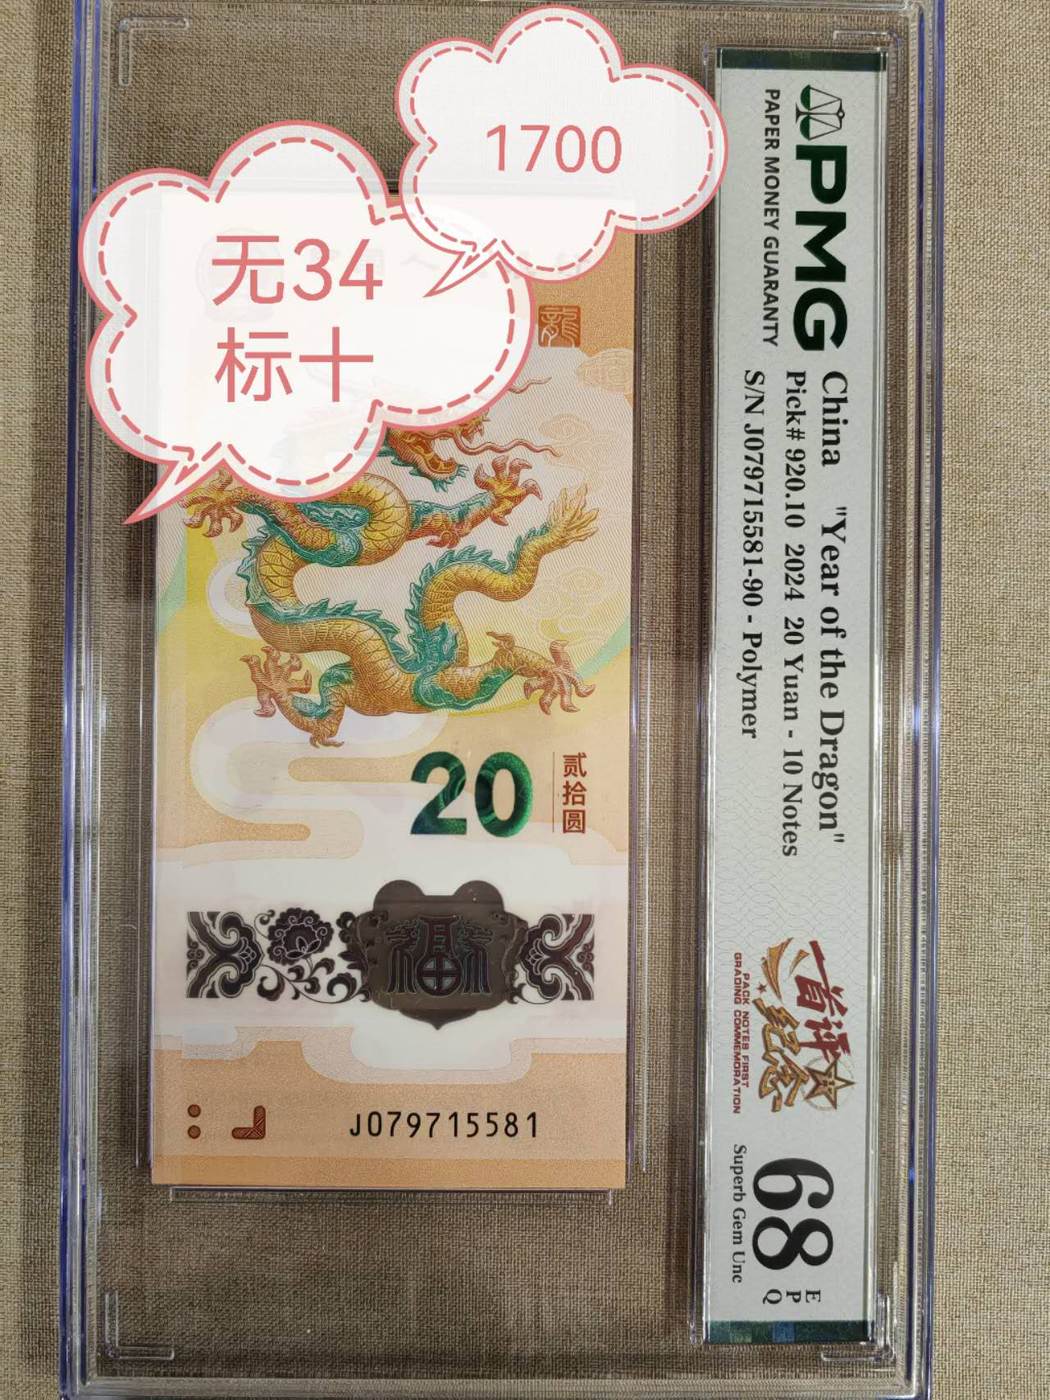 1700
无34
标十
PMG
PAPER MONEY GUARANTY
China "Year of the Dragon"
Pick# 920.10 2024 20 Yuan - 10 Notes
S/N J079715581-90 - Polymer
首评
纪念
PACK NOTES FIRST
GRADING COMMEMORATION
68
EPQ
Superb Gem Unc
龍
20
贰拾圆
福
J079715581